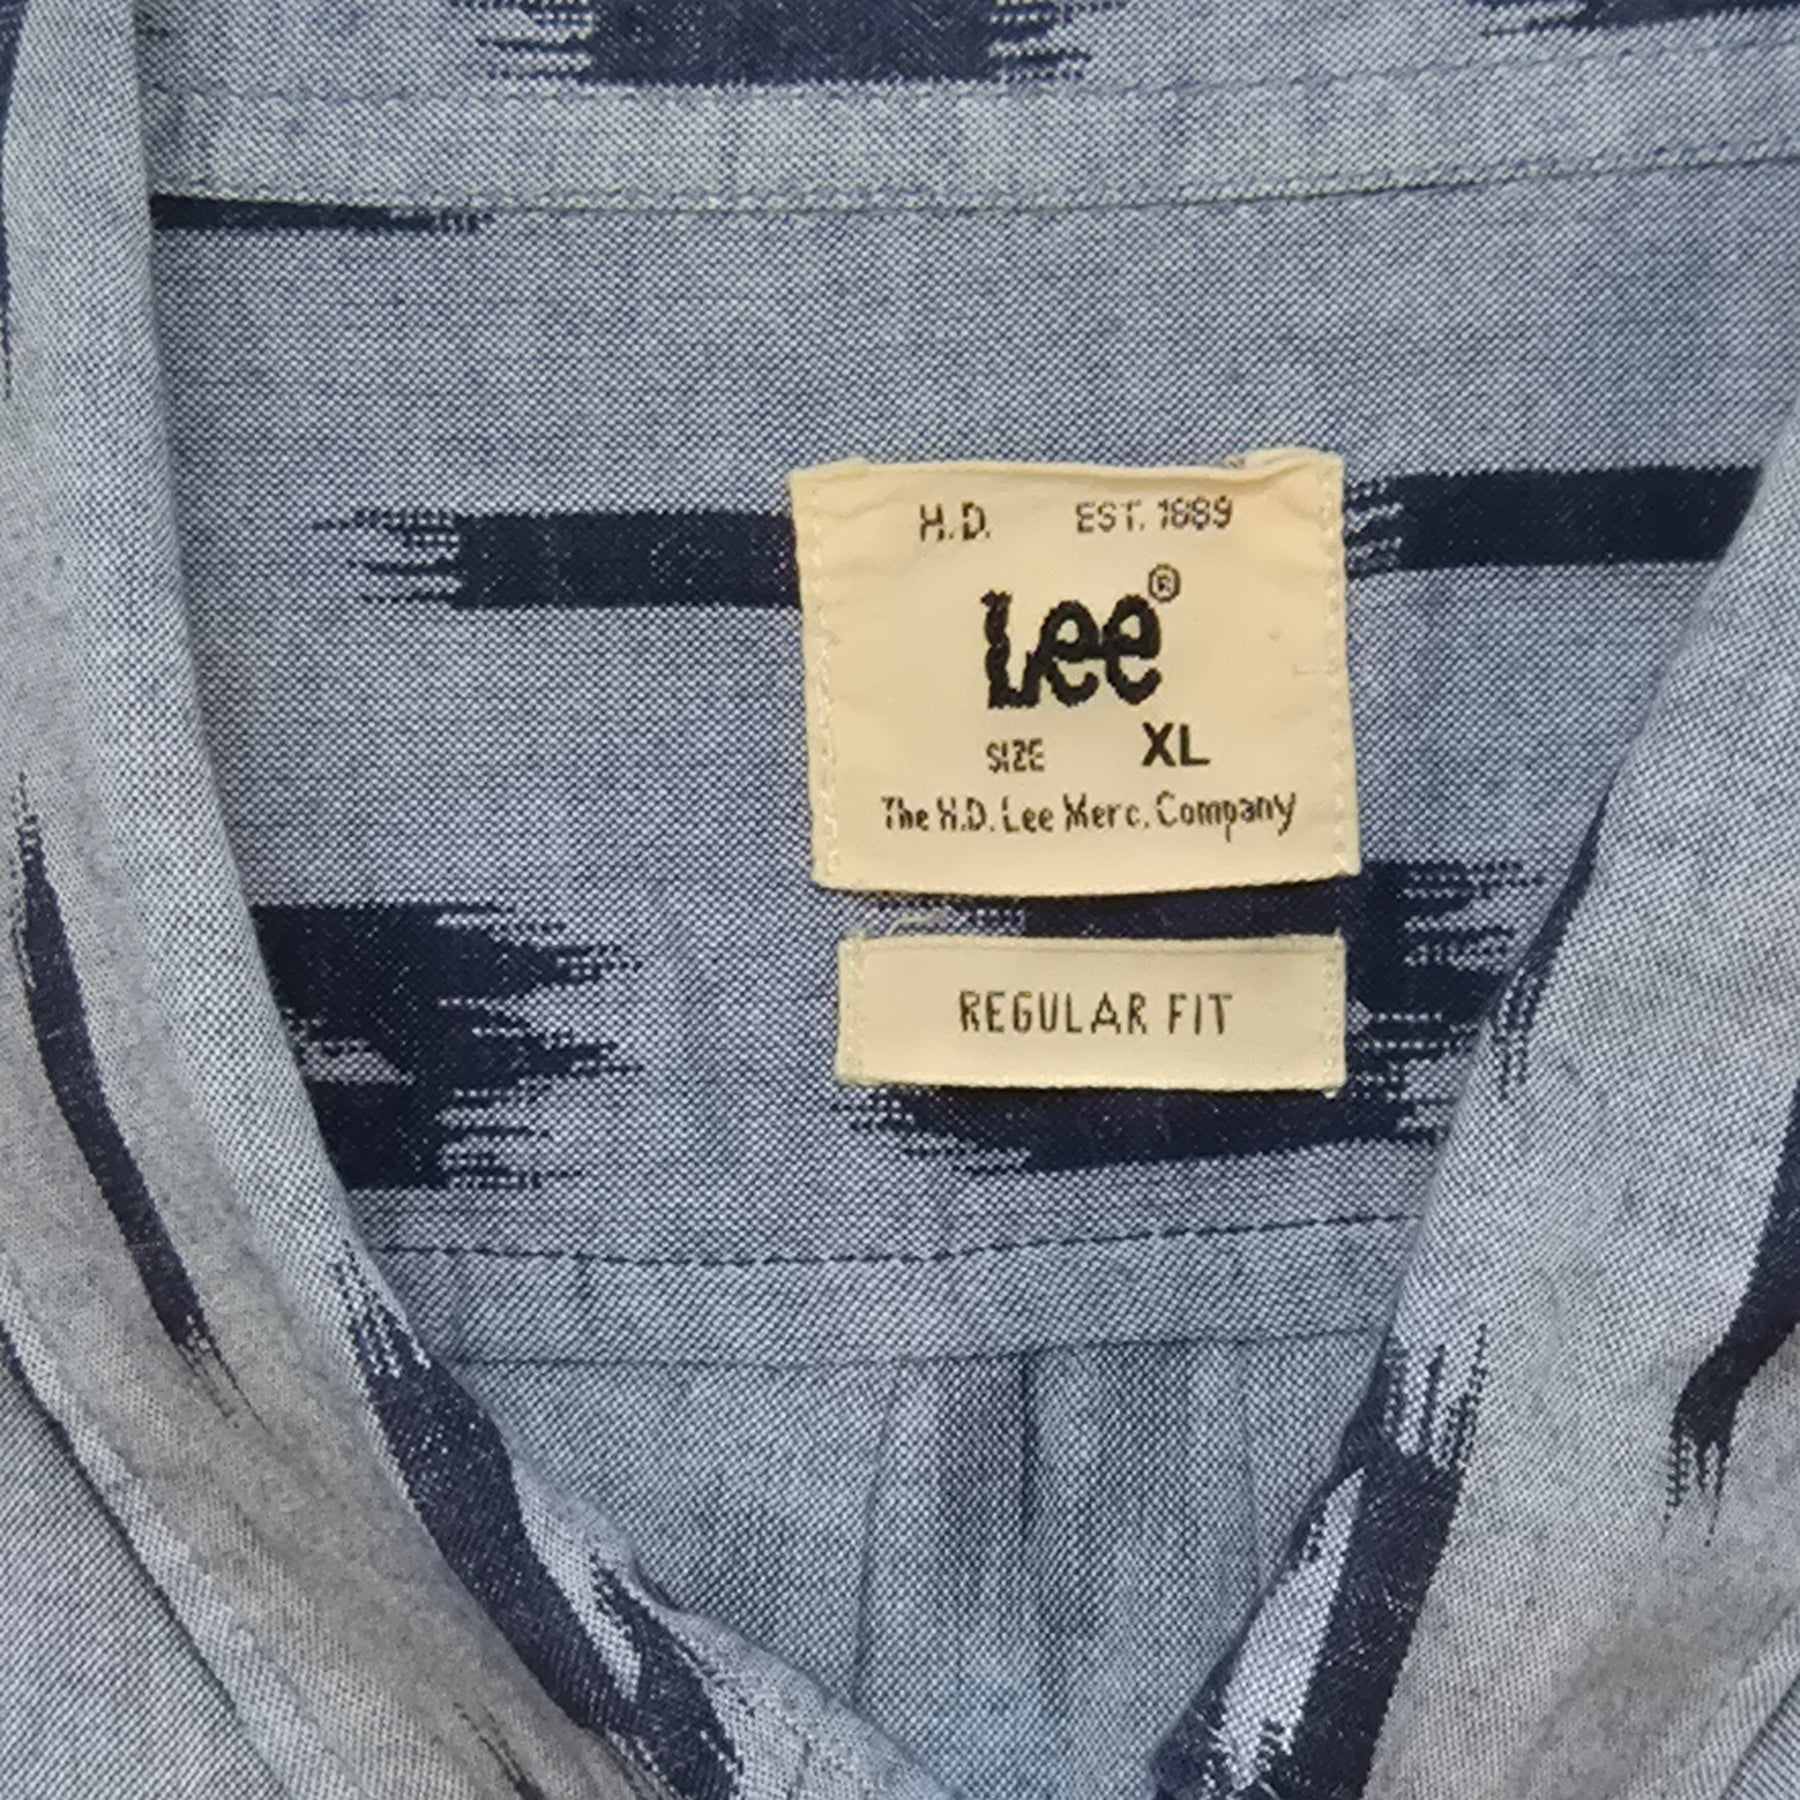 H.D. EST. 1889
Lee®
SIZE XL
The H.D. Lee Merc. Company
REGULAR FIT